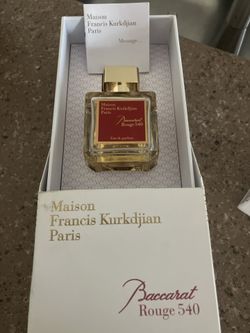 Maison
Francis Kurkdjian
Paris
Message
Maison
Francis Kurkdjian
Paris
Baccarat
Rouge 540
Eau de parfum
Maison
Francis Kurkdjian
Paris
Baccarat
Rouge 540